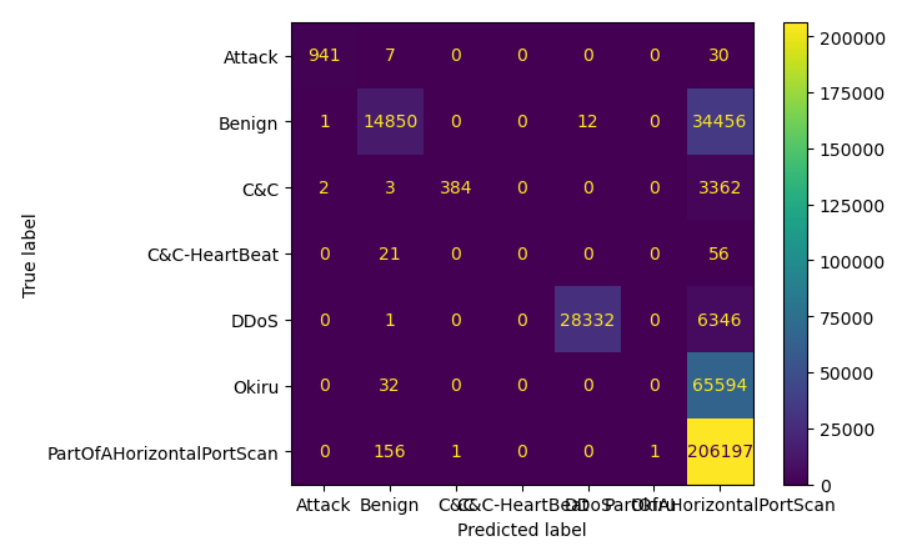 Attack 941 7 0 0 0 0 30
Benign 1 14850 0 0 12 0 34456
C&C 2 3 384 0 0 0 3362
C&C-HeartBeat 0 21 0 0 0 0 56
DDoS 0 1 0 0 28332 0 6346
Okiru 0 32 0 0 0 0 65594
PartOfAHorizontalPortScan 0 156 1 0 0 1 206197
Attack Benign C&C C&C-HeartBeat DDoS Okiru PartOfAHorizontalPortScan
Predicted label
True label
200000
175000
150000
125000
100000
75000
50000
25000
0